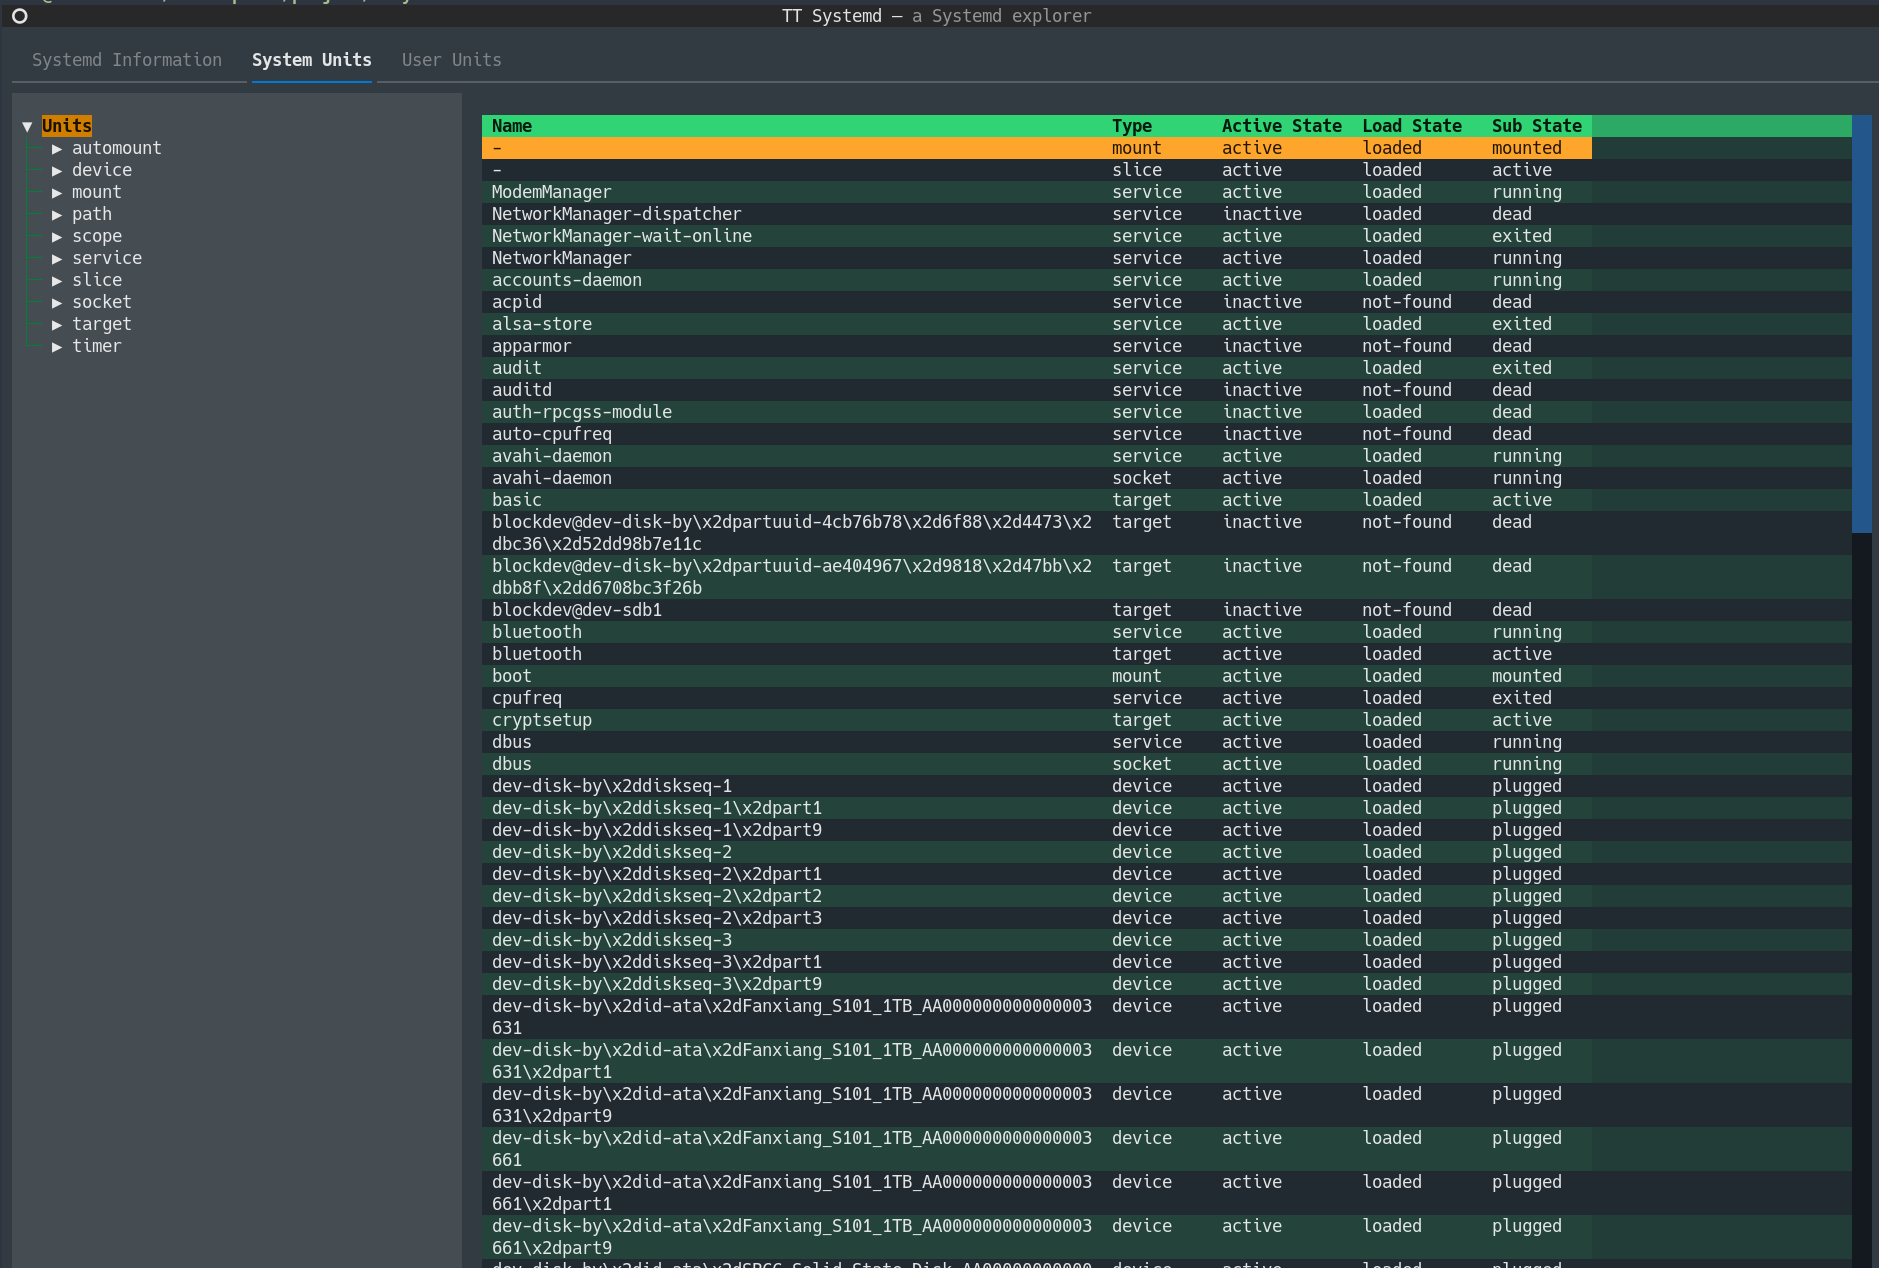 TT Systemd — a Systemd explorer
Systemd Information System Units User Units
▼ Units
▶ automount
▶ device
▶ mount
▶ path
▶ scope
▶ service
▶ slice
▶ socket
▶ target
▶ timer
Name Type Active State Load State Sub State
- mount active loaded mounted
- slice active loaded active
ModemManager service active loaded running
NetworkManager-dispatcher service inactive loaded dead
NetworkManager-wait-online service active loaded exited
NetworkManager service active loaded running
accounts-daemon service active loaded running
acpid service inactive not-found dead
alsa-store service active loaded exited
apparmor service inactive not-found dead
audit service active loaded exited
auditd service inactive not-found dead
auth-rpcgss-module service inactive loaded dead
auto-cpufreq service inactive not-found dead
avahi-daemon service active loaded running
avahi-daemon socket active loaded running
basic target active loaded active
blockdev@dev-disk-by\x2dpartuuid-4cb76b78\x2d6f88\x2d4473\x2 target inactive not-found dead
dbc36\x2d52dd98b7e11c
blockdev@dev-disk-by\x2dpartuuid-ae404967\x2d9818\x2d47bb\x2 target inactive not-found dead
dbb8f\x2dd6708bc3f26b
blockdev@dev-sdb1 target inactive not-found dead
bluetooth service active loaded running
bluetooth target active loaded active
boot mount active loaded mounted
cpufreq service active loaded exited
cryptsetup target active loaded active
dbus service active loaded running
dbus socket active loaded running
dev-disk-by\x2ddiskseq-1 device active loaded plugged
dev-disk-by\x2ddiskseq-1\x2dpart1 device active loaded plugged
dev-disk-by\x2ddiskseq-1\x2dpart9 device active loaded plugged
dev-disk-by\x2ddiskseq-2 device active loaded plugged
dev-disk-by\x2ddiskseq-2\x2dpart1 device active loaded plugged
dev-disk-by\x2ddiskseq-2\x2dpart2 device active loaded plugged
dev-disk-by\x2ddiskseq-2\x2dpart3 device active loaded plugged
dev-disk-by\x2ddiskseq-3 device active loaded plugged
dev-disk-by\x2ddiskseq-3\x2dpart1 device active loaded plugged
dev-disk-by\x2ddiskseq-3\x2dpart9 device active loaded plugged
dev-disk-by\x2did-ata\x2dFanxiang_S101_1TB_AA000000000000003 device active loaded plugged
631
dev-disk-by\x2did-ata\x2dFanxiang_S101_1TB_AA000000000000003 device active loaded plugged
631\x2dpart1
dev-disk-by\x2did-ata\x2dFanxiang_S101_1TB_AA000000000000003 device active loaded plugged
631\x2dpart9
dev-disk-by\x2did-ata\x2dFanxiang_S101_1TB_AA000000000000003 device active loaded plugged
661
dev-disk-by\x2did-ata\x2dFanxiang_S101_1TB_AA000000000000003 device active loaded plugged
661\x2dpart1
dev-disk-by\x2did-ata\x2dFanxiang_S101_1TB_AA000000000000003 device active loaded plugged
661\x2dpart9